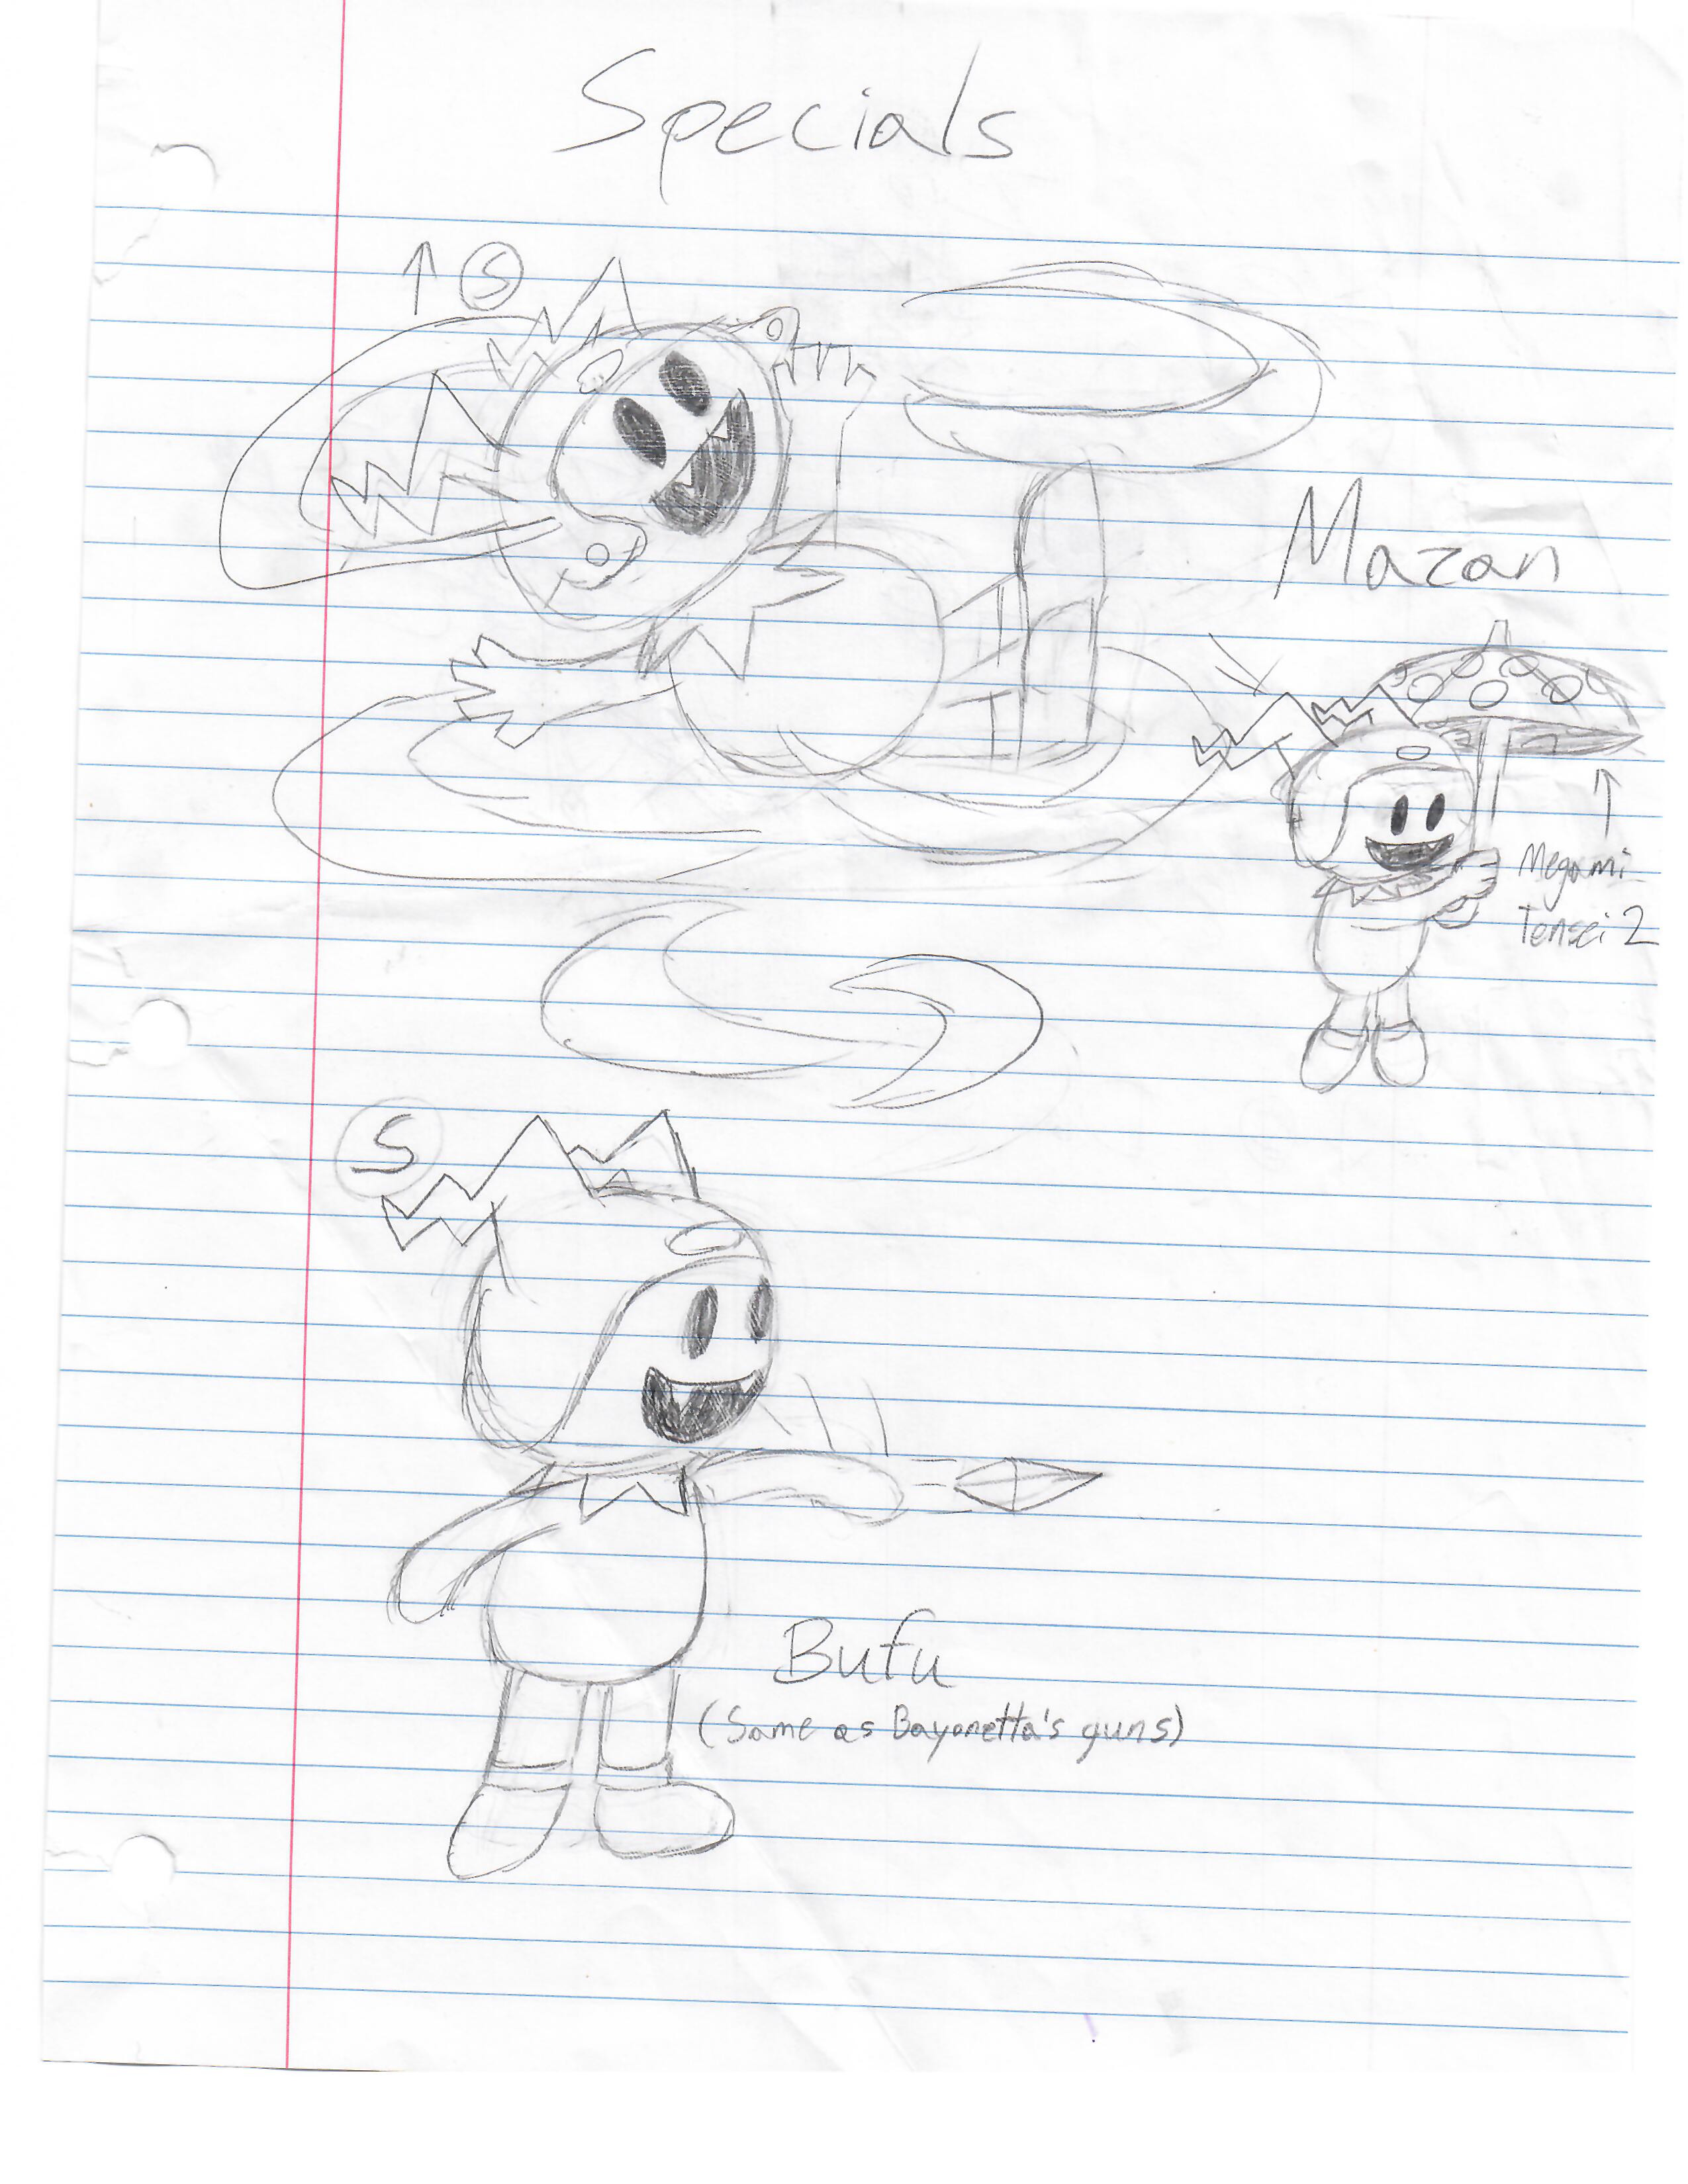 Specials
↑ S
Mazan
↑
Megami
Tensei 2
S
Bufu
(Same as Bayonetta's guns)